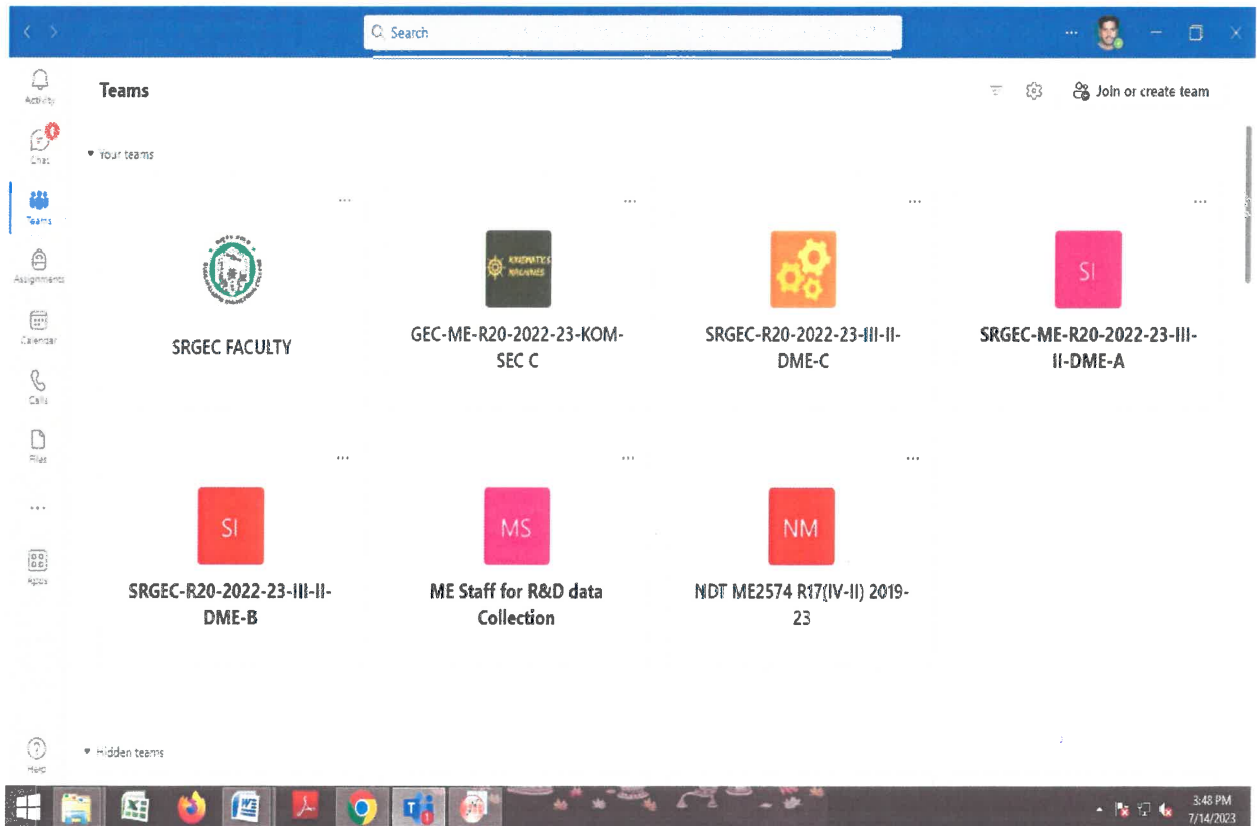 Search
...
Activity
Teams
Join or create team
Chat
Your teams
Teams
...
...
...
...
KINEMATICS
MACHINES
SI
Assignments
SRGEC FACULTY
GEC-ME-R20-2022-23-KOM-
SEC C
SRGEC-R20-2022-23-III-II-
DME-C
SRGEC-ME-R20-2022-23-III-
II-DME-A
Calendar
Calls
Files
...
...
...
...
SI
MS
NM
Apps
SRGEC-R20-2022-23-III-II-
DME-B
ME Staff for R&D data
Collection
NDT ME2574 R17(IV-II) 2019-
23
Help
Hidden teams
3:48 PM
7/14/2023